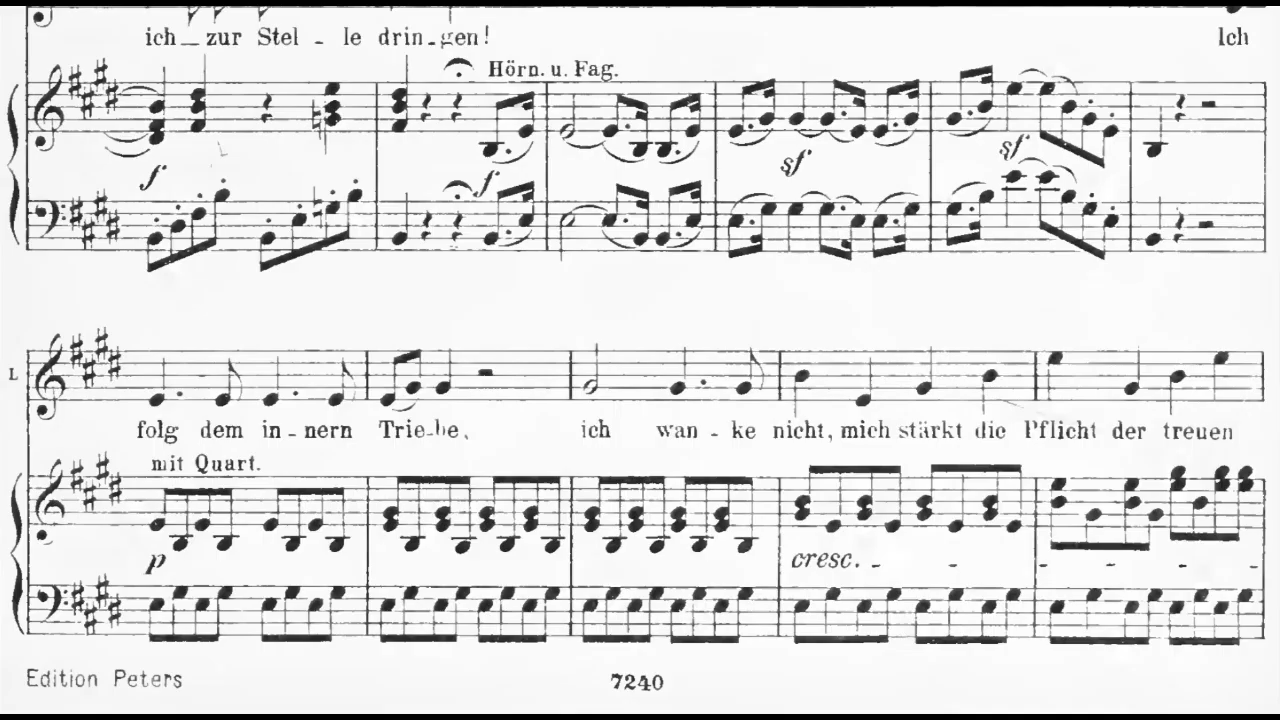 ich_ zur Stel - le drin-gen! Ich
Hörn. u. Fag.
f f sf sf
L
folg dem in-nern Trie-be, ich wan-ke nicht, mich stärkt die Pflicht der treuen
mit Quart.
p cresc. - - - - - -
Edition Peters 7240